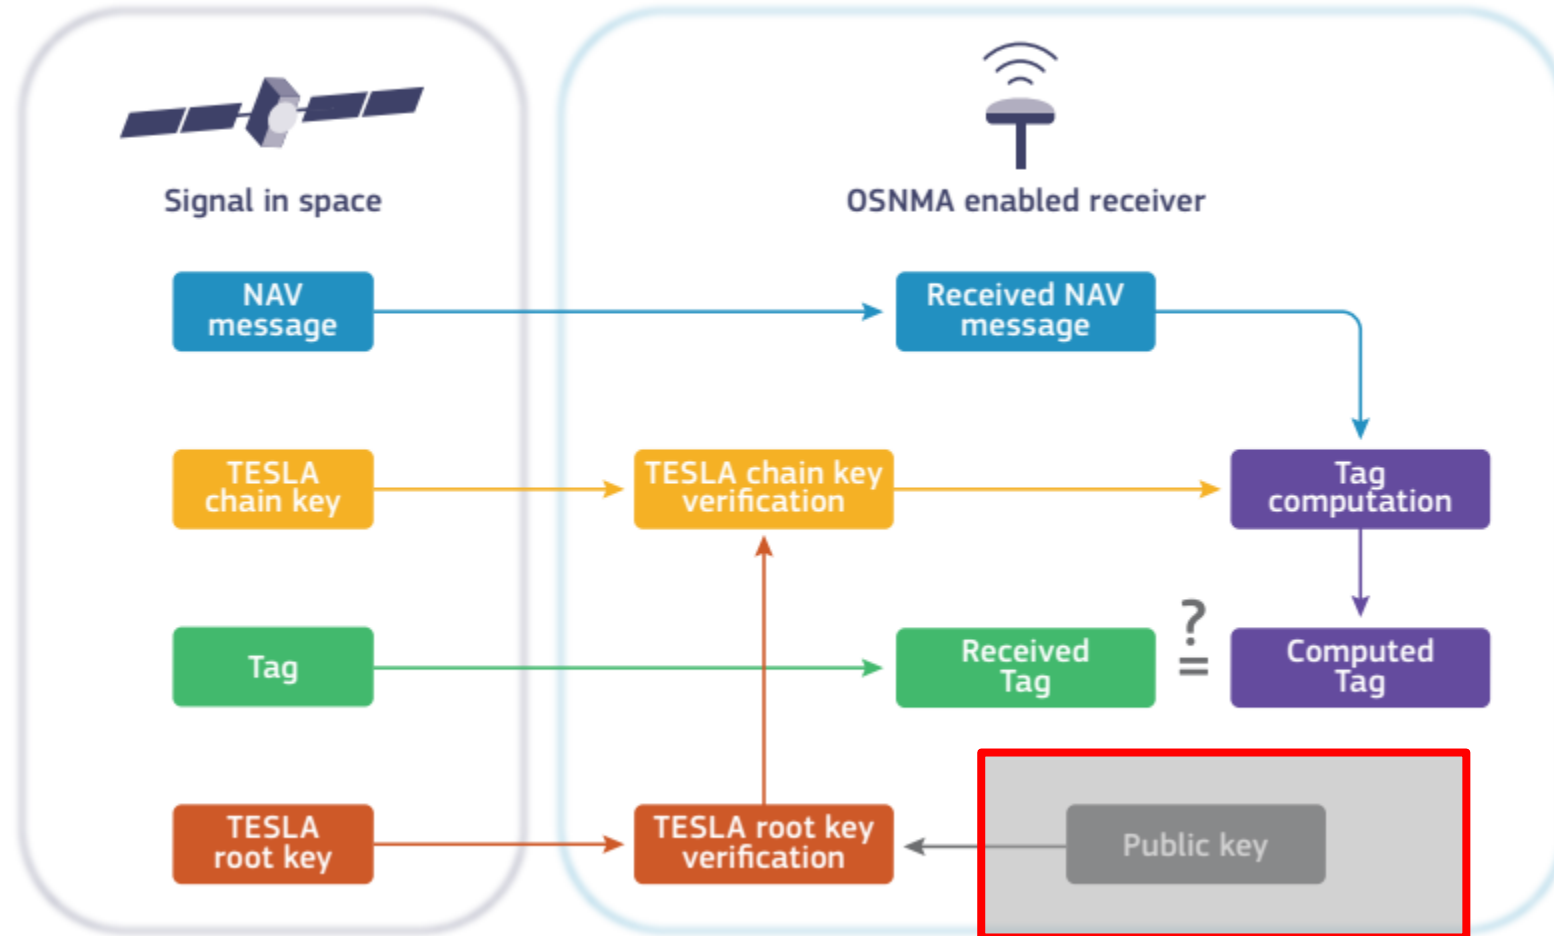 Signal in space
OSNMA enabled receiver
NAV
message
Received NAV
message
TESLA
chain key
TESLA chain key
verification
Tag
computation
Tag
Received
Tag
?
=
Computed
Tag
TESLA
root key
TESLA root key
verification
Public key